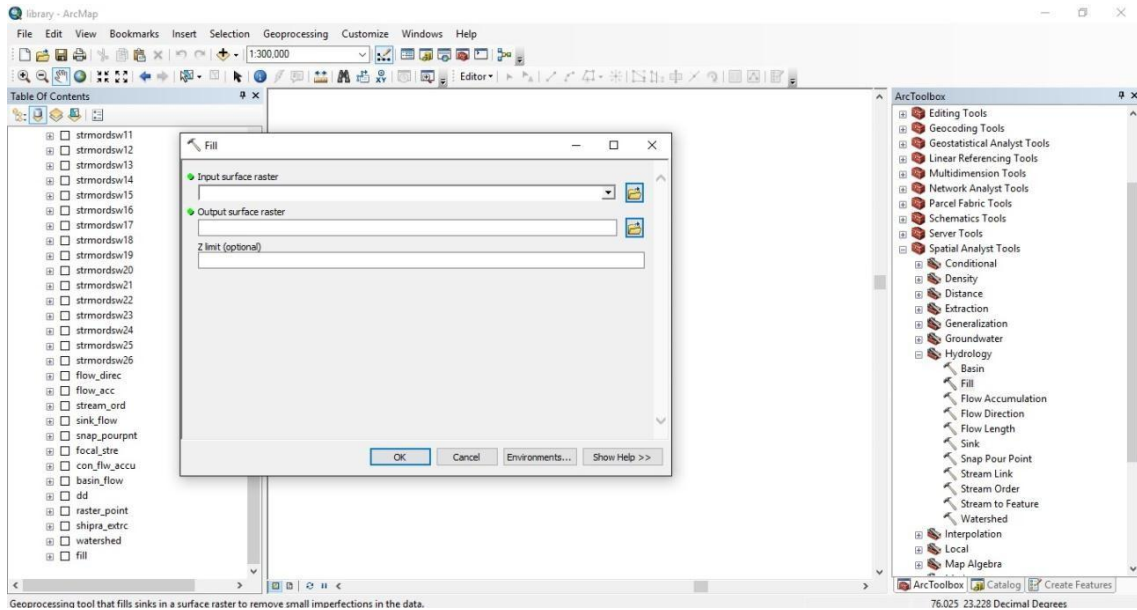 library - ArcMap
File Edit View Bookmarks Insert Selection Geoprocessing Customize Windows Help
1:300,000
Editor
Table Of Contents
strmordsw11
strmordsw12
strmordsw13
strmordsw14
strmordsw15
strmordsw16
strmordsw17
strmordsw18
strmordsw19
strmordsw20
strmordsw21
strmordsw22
strmordsw23
strmordsw24
strmordsw25
strmordsw26
flow_direc
flow_acc
stream_ord
sink_flow
snap_pourpnt
focal_stre
con_flw_accu
basin_flow
dd
raster_point
shipra_extrc
watershed
fill
Fill
Input surface raster
Output surface raster
Z limit (optional)
OK Cancel Environments... Show Help >>
ArcToolbox
Editing Tools
Geocoding Tools
Geostatistical Analyst Tools
Linear Referencing Tools
Multidimension Tools
Network Analyst Tools
Parcel Fabric Tools
Schematics Tools
Server Tools
Spatial Analyst Tools
Conditional
Density
Distance
Extraction
Generalization
Groundwater
Hydrology
Basin
Fill
Flow Accumulation
Flow Direction
Flow Length
Sink
Snap Pour Point
Stream Link
Stream Order
Stream to Feature
Watershed
Interpolation
Local
Map Algebra
ArcToolbox Catalog Create Features
Geoprocessing tool that fills sinks in a surface raster to remove small imperfections in the data.
76.025 23.228 Decimal Degrees